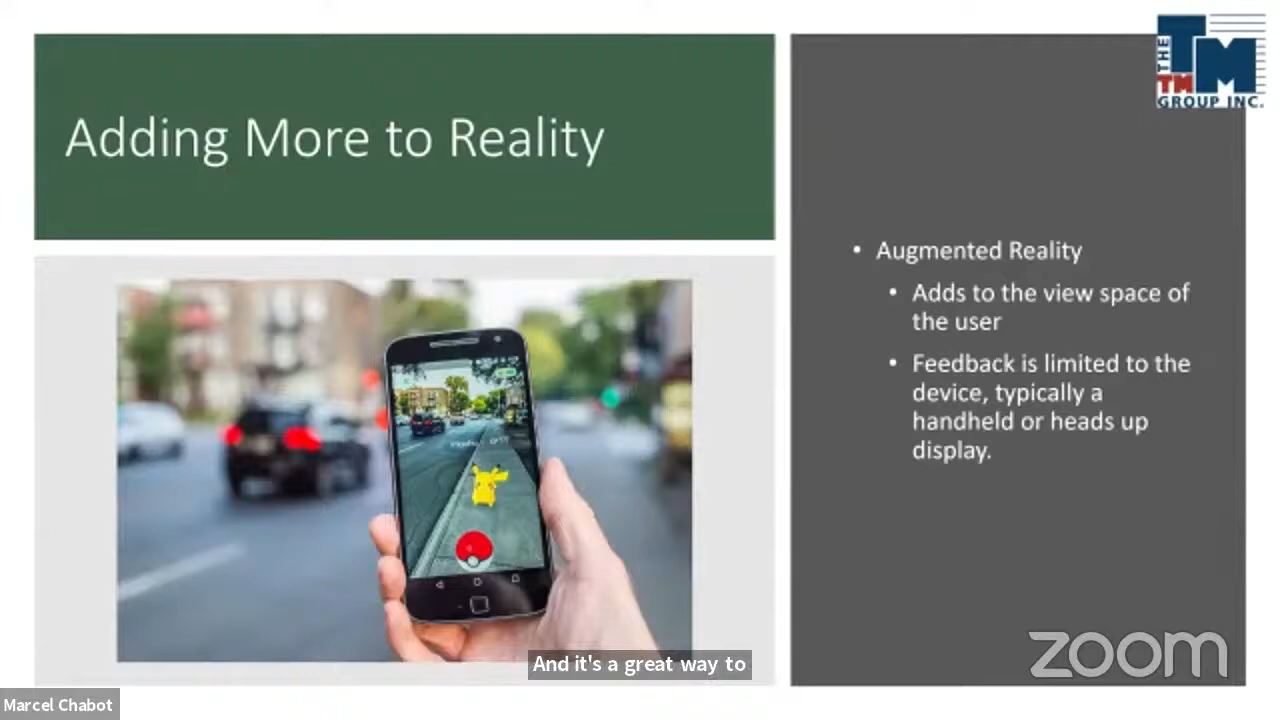 THE
TM
TM
GROUP INC.
Adding More to Reality
• Augmented Reality
• Adds to the view space of
the user
• Feedback is limited to the
device, typically a
handheld or heads up
display.
And it's a great way to
zoom
Marcel Chabot